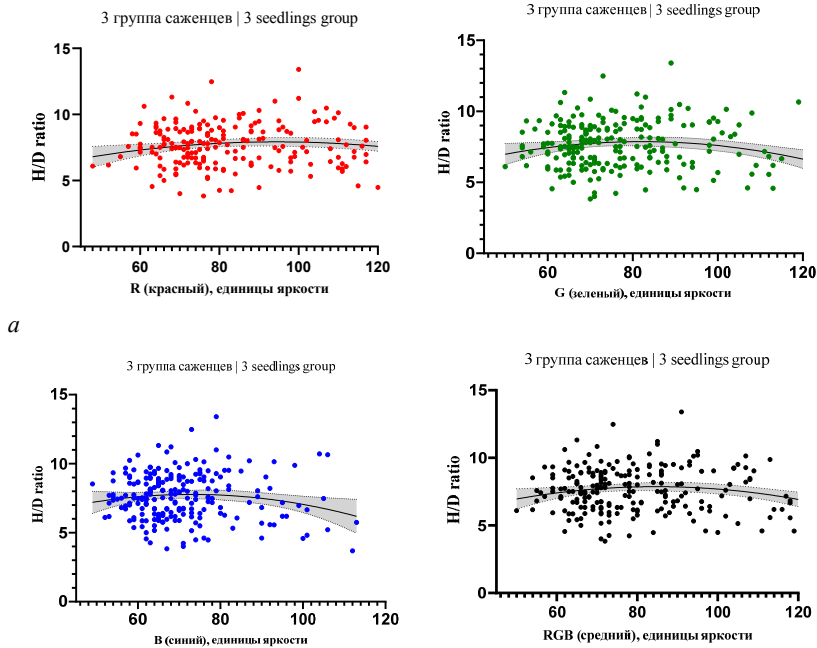 3 группа саженцев | 3 seedlings group
15
10
5
0
H/D ratio
60 80 100 120
R (красный), единицы яркости
3 группа саженцев | 3 seedlings group
15
10
5
0
H/D ratio
60 80 100 120
G (зеленый), единицы яркости
а
3 группа саженцев | 3 seedlings group
15
10
5
0
H/D ratio
60 80 100 120
B (синий), единицы яркости
3 группа саженцев | 3 seedlings group
15
10
5
0
H/D ratio
60 80 100 120
RGB (средний), единицы яркости